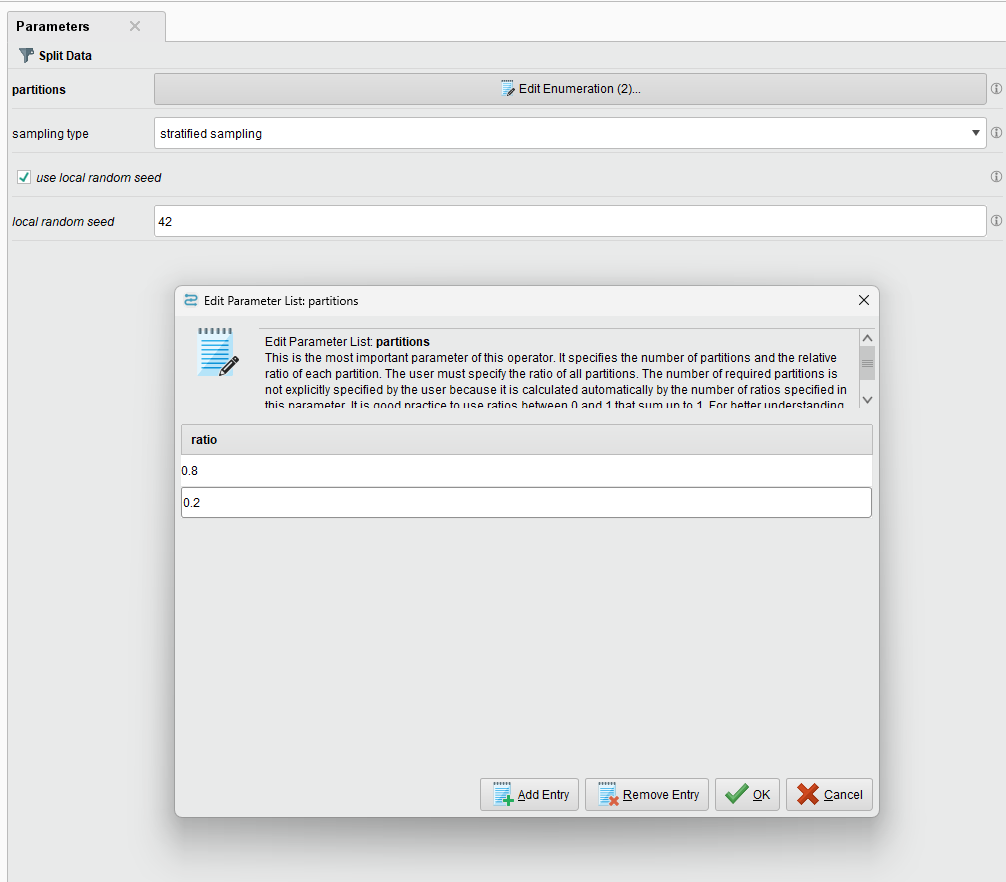 Parameters
Split Data
partitions
Edit Enumeration (2)...
sampling type
stratified sampling
use local random seed
local random seed
42
Edit Parameter List: partitions
Edit Parameter List: partitions
This is the most important parameter of this operator. It specifies the number of partitions and the relative
ratio of each partition. The user must specify the ratio of all partitions. The number of required partitions is
not explicitly specified by the user because it is calculated automatically by the number of ratios specified in
this parameter. It is good practice to use ratios between 0 and 1 that sum up to 1. For better understanding
ratio
0.8
0.2
Add Entry
Remove Entry
OK
Cancel